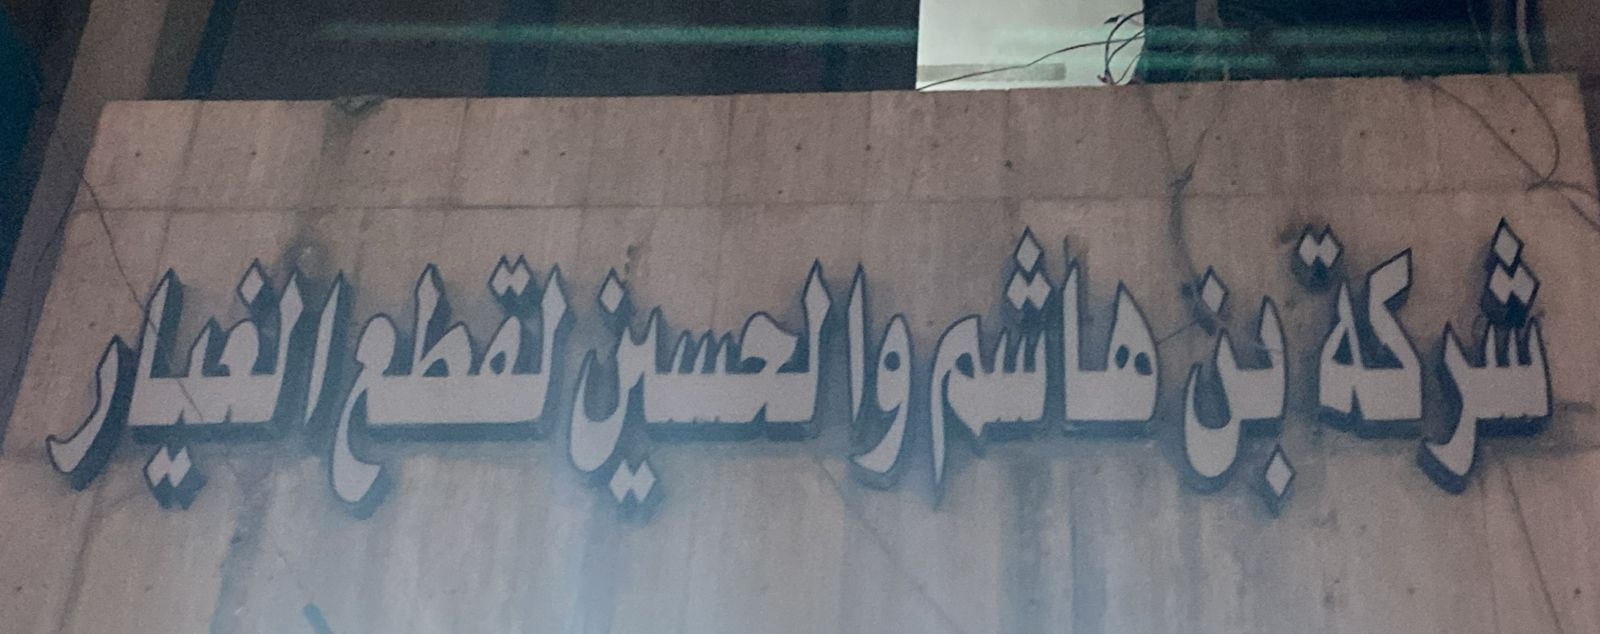 شركة بن هاشم والحسين لقطع الغيار